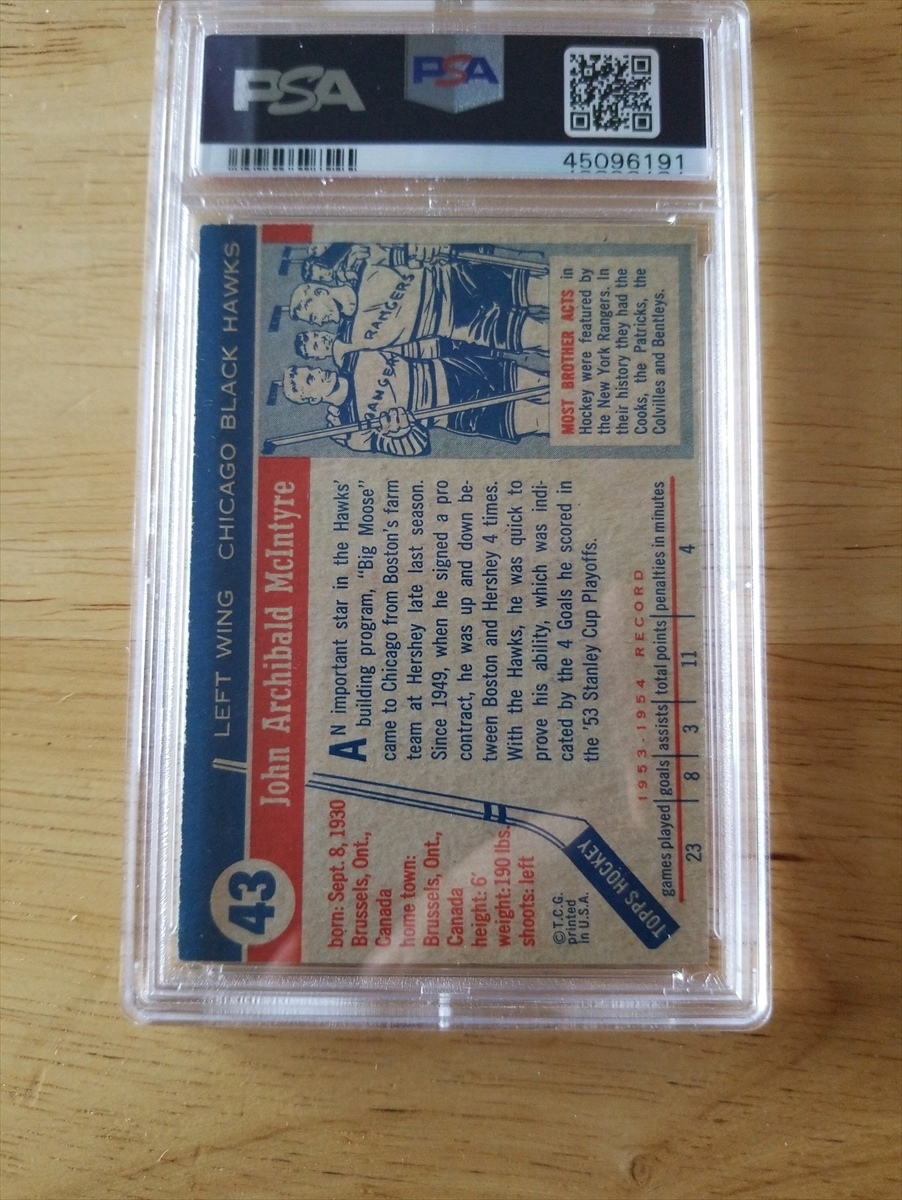 PSA
PSA
45096191
43
LEFT WING CHICAGO BLACK HAWKS
John Archibald McIntyre
born: Sept. 8, 1930
Brussels, Ont.,
Canada
home town:
Brussels, Ont.,
Canada
height: 6'
weight: 190 lbs.
shoots: left
©T.C.G.
printed
in U.S.A.
TOPPS HOCKEY
AN important star in the Hawks'
building program, "Big Moose"
came to Chicago from Boston's farm
team at Hershey late last season.
Since 1949, when he signed a pro
contract, he was up and down be-
tween Boston and Hershey 4 times.
With the Hawks, he was quick to
prove his ability, which was indi-
cated by the 4 Goals he scored in
the '53 Stanley Cup Playoffs.
RANGERS
RANGERS
MOST BROTHER ACTS in
Hockey were featured by
the New York Rangers. In
their history they had the
Cooks, the Patricks, the
Colvilles and Bentleys.
1953-1954 RECORD
games played goals assists total points penalties in minutes
23 8 3 11 4